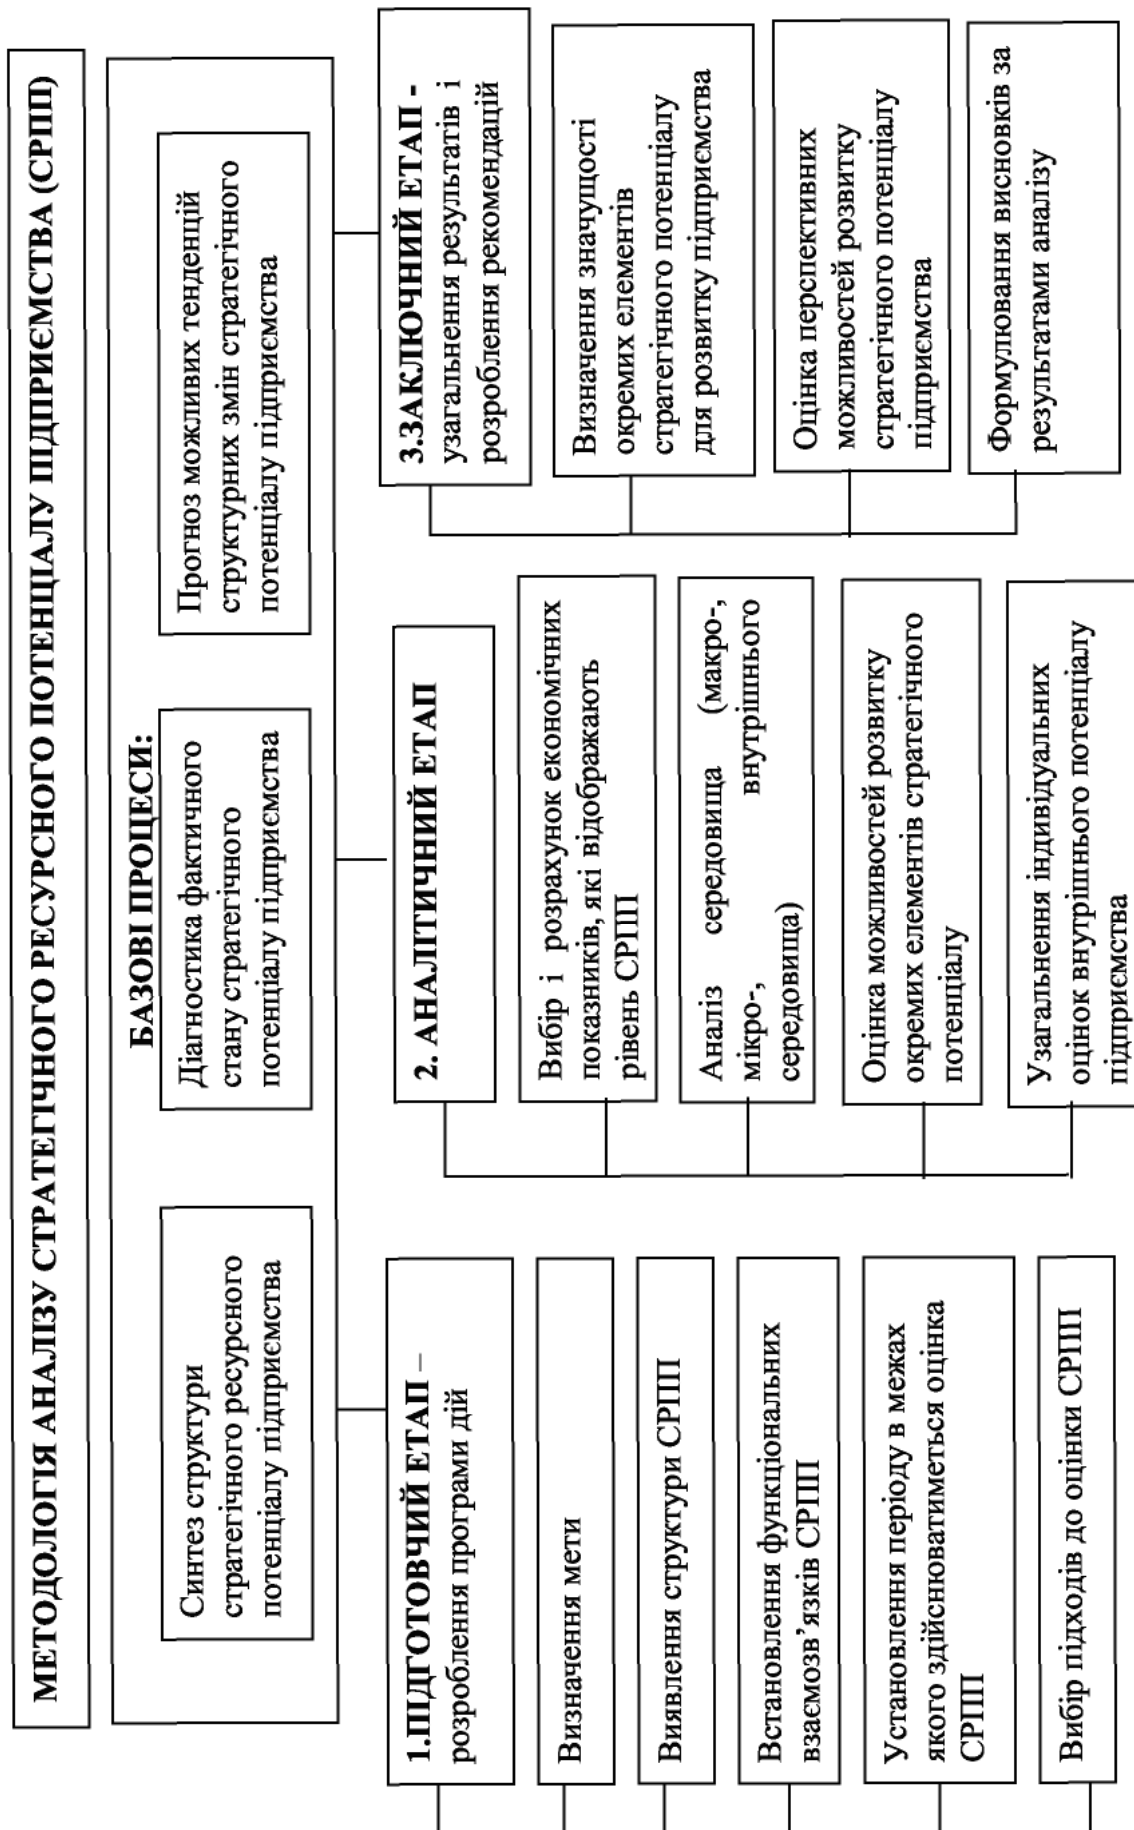 МЕТОДОЛОГІЯ АНАЛІЗУ СТРАТЕГІЧНОГО РЕСУРСНОГО ПОТЕНЦІАЛУ ПІДПРИЄМСТВА (СРПП)
БАЗОВІ ПРОЦЕСИ:
Синтез структури
стратегічного ресурсного
потенціалу підприємства
Діагностика фактичного
стану стратегічного
потенціалу підприємства
Прогноз можливих тенденцій
структурних змін стратегічного
потенціалу підприємства
1.ПІДГОТОВЧИЙ ЕТАП –
розроблення програми дій
Визначення мети
Виявлення структури СРПП
Встановлення функціональних
взаємозв’язків СРПП
Установлення періоду в межах
якого здійснюватиметься оцінка
СРПП
Вибір підходів до оцінки СРПП
2. АНАЛІТИЧНИЙ ЕТАП
Вибір і розрахунок економічних
показників, які відображають
рівень СРПП
Аналіз середовища (макро-,
мікро-, внутрішнього
середовища)
Оцінка можливостей розвитку
окремих елементів стратегічного
потенціалу
Узагальнення індивідуальних
оцінок внутрішнього потенціалу
підприємства
3.ЗАКЛЮЧНИЙ ЕТАП -
узагальнення результатів і
розроблення рекомендацій
Визначення значущості
окремих елементів
стратегічного потенціалу
для розвитку підприємства
Оцінка перспективних
можливостей розвитку
стратегічного потенціалу
підприємства
Формулювання висновків за
результатами аналізу